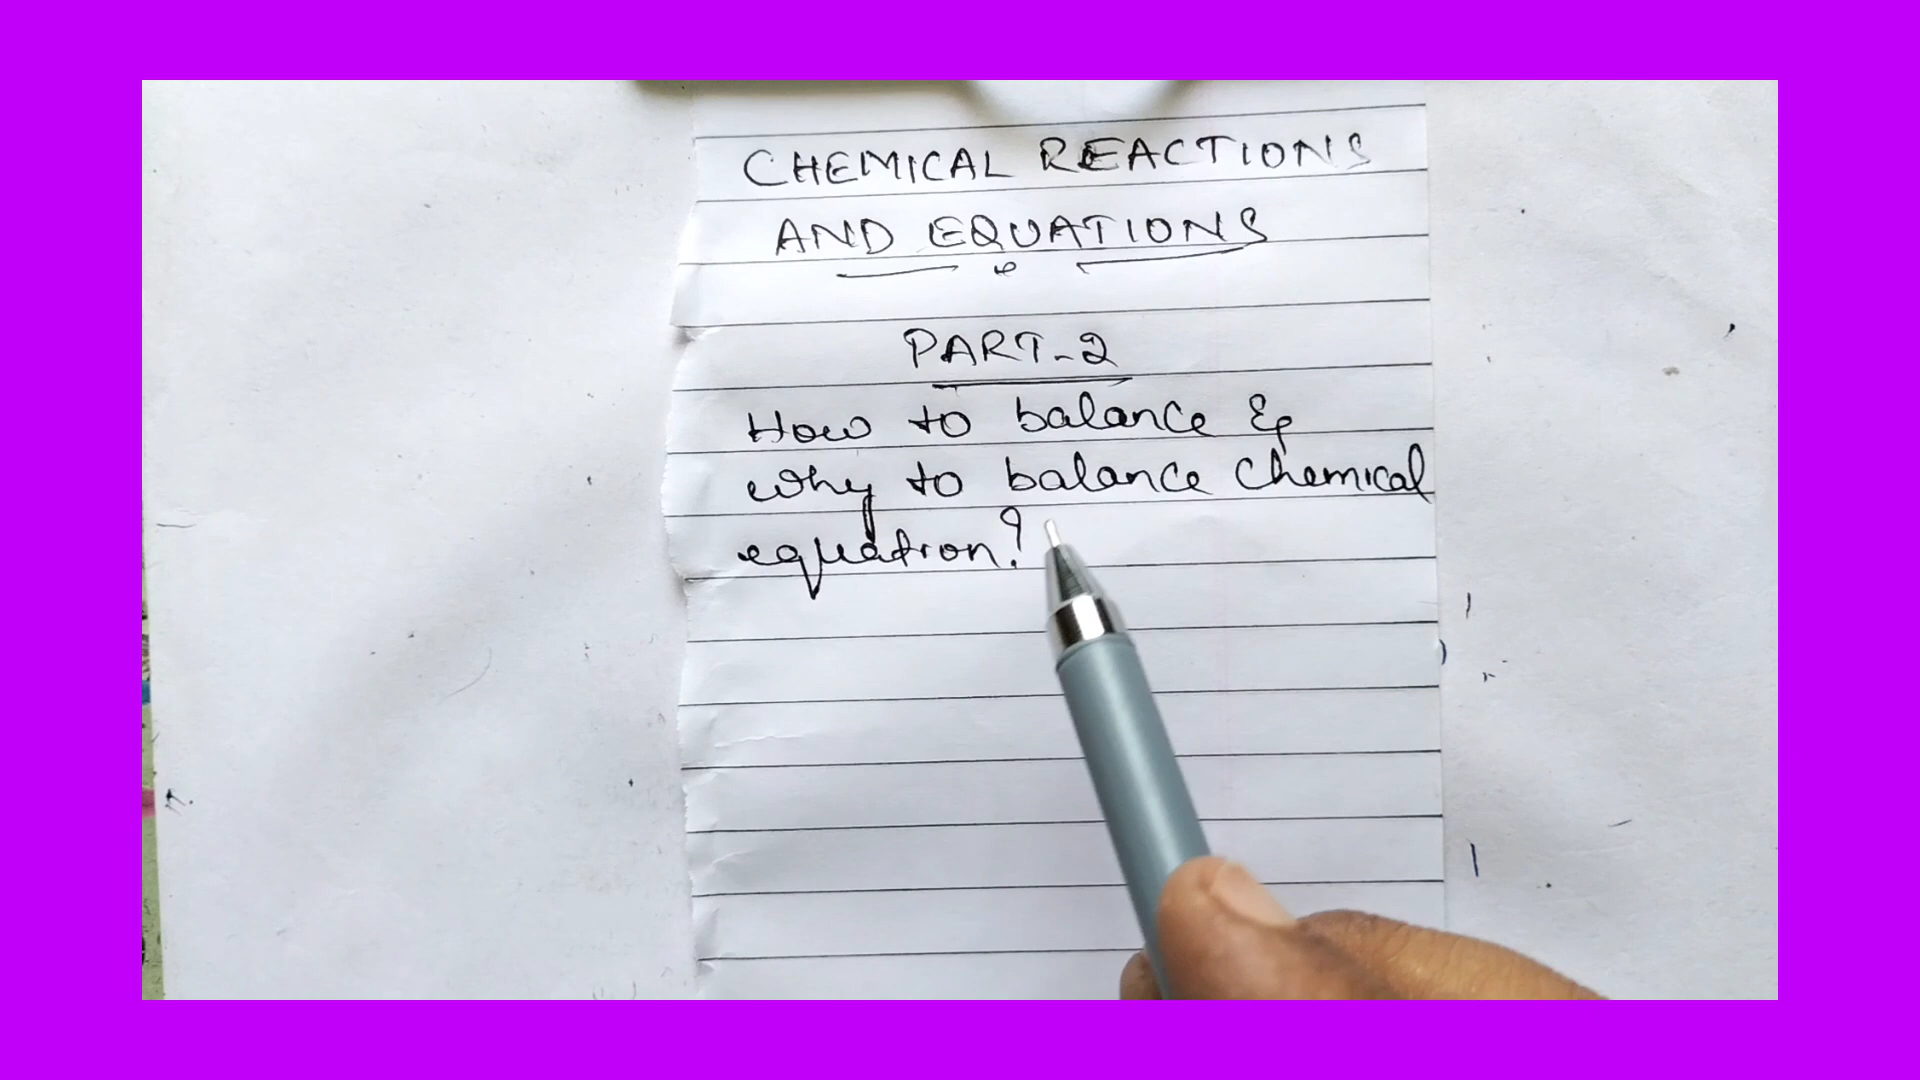 CHEMICAL REACTIONS
AND EQUATIONS
PART-2
How to balance &
why to balance chemical
equation?